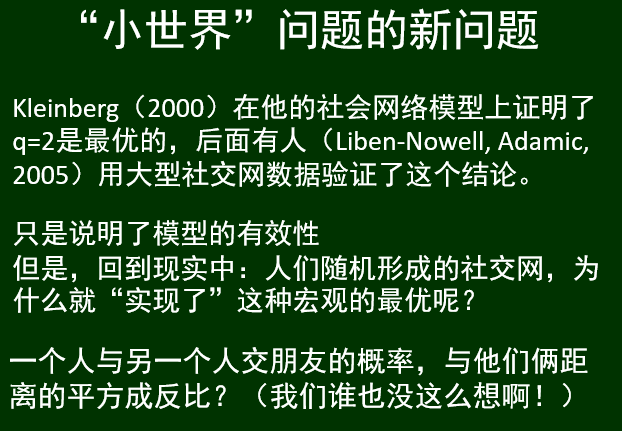 “小世界”问题的新问题
Kleinberg（2000）在他的社会网络模型上证明了
q=2是最优的，后面有人（Liben-Nowell, Adamic,
2005）用大型社交网数据验证了这个结论。
只是说明了模型的有效性
但是，回到现实中：人们随机形成的社交网，为
什么就“实现了”这种宏观的最优呢？
一个人与另一个人交朋友的概率，与他们俩距
离的平方成反比？（我们谁也没这么想啊！）